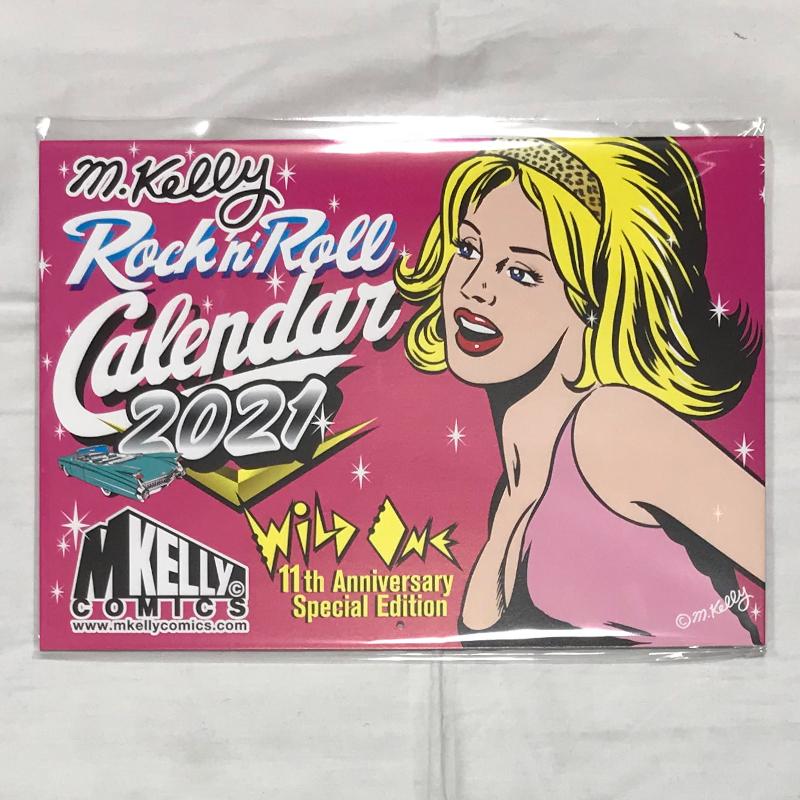 M.Kelly
Rock'n'Roll
Calendar
2021
WiLD ONE
11th Anniversary
Special Edition
MKELLY©
COMICS
www.mkellycomics.com
©M.Kelly